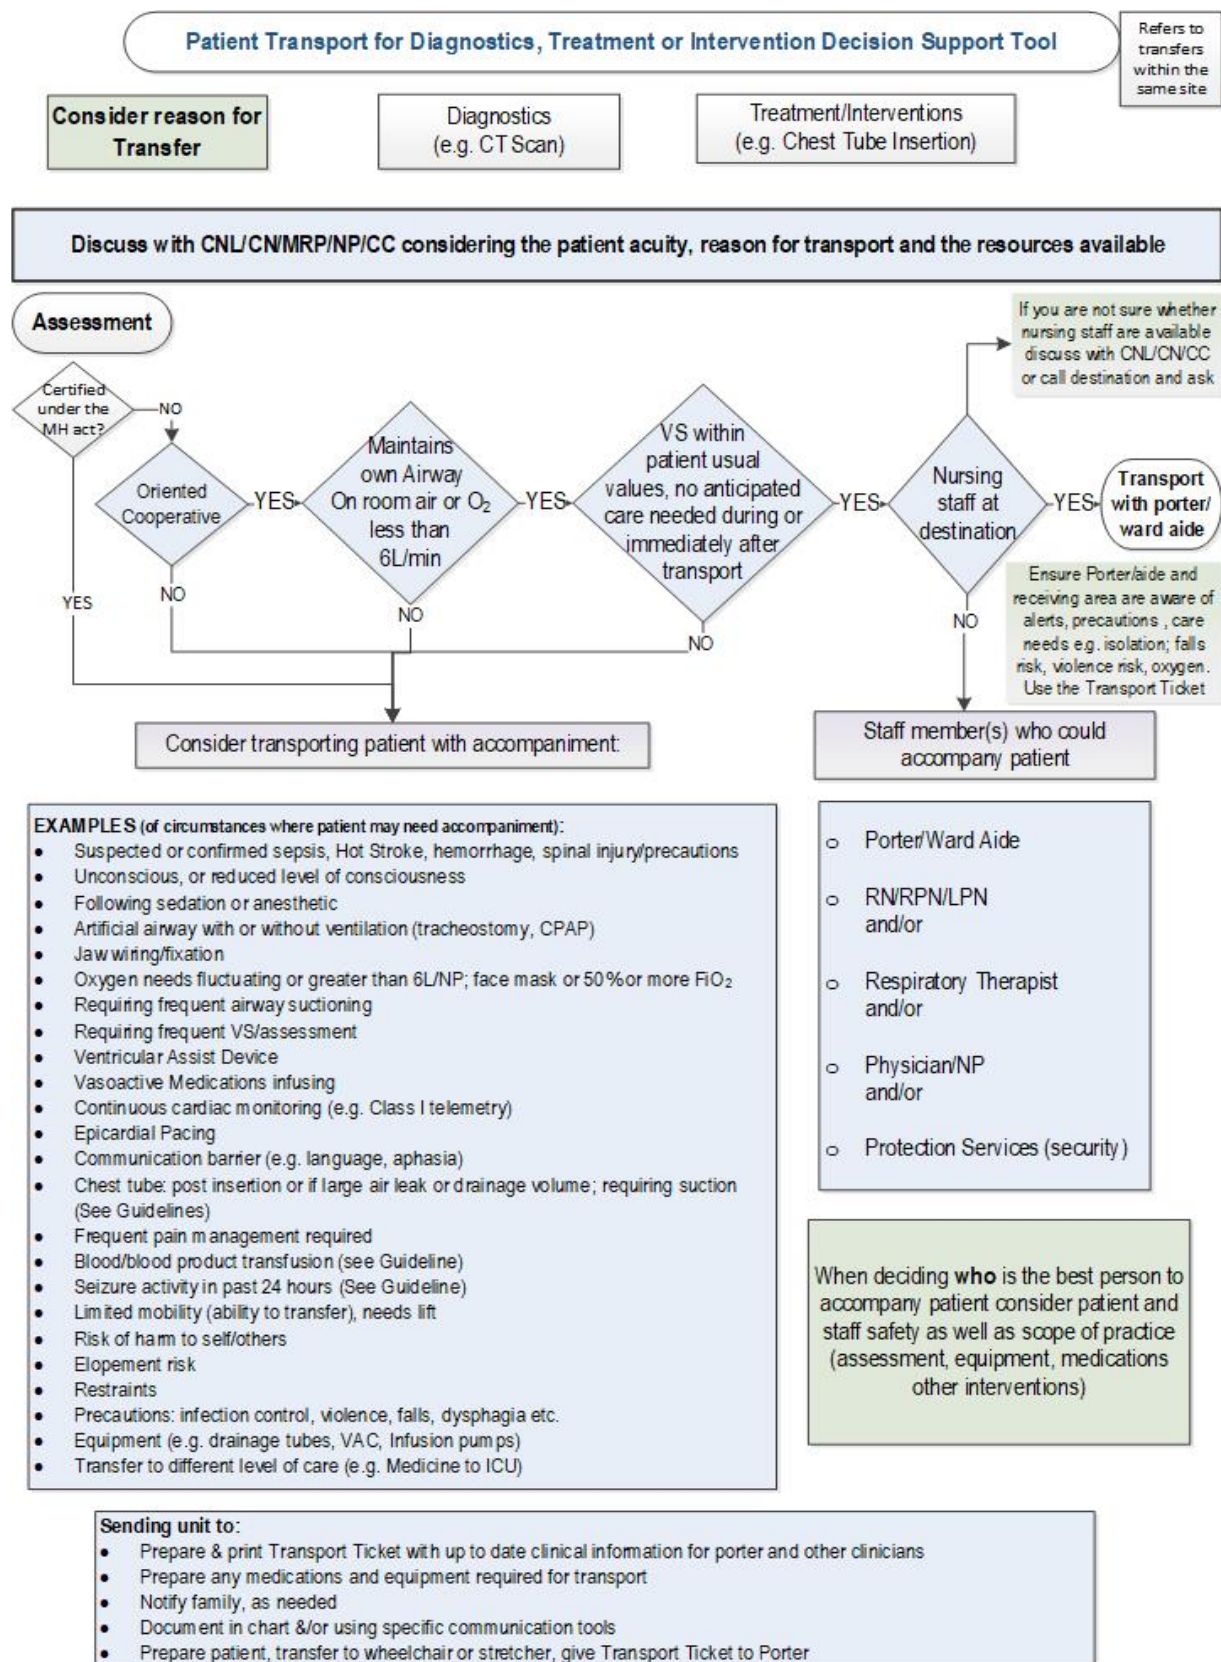 Patient Transport for Diagnostics, Treatment or Intervention Decision Support Tool
Refers to
transfers
within the
same site
Consider reason for
Transfer
Diagnostics
(e.g. CT Scan)
Treatment/Interventions
(e.g. Chest Tube Insertion)
Discuss with CNL/CN/MRP/NP/CC considering the patient acuity, reason for transport and the resources available
Assessment
If you are not sure whether
nursing staff are available
discuss with CNL/CN/CC
or call destination and ask
Certified
under the
MH act?
NO
YES
Oriented
Cooperative
YES
NO
Maintains
own Airway
On room air or O₂
less than
6L/min
YES
NO
VS within
patient usual
values, no anticipated
care needed during or
immediately after
transport
YES
NO
Nursing
staff at
destination
YES
NO
Transport
with porter/
ward aide
Ensure Porter/aide and
receiving area are aware of
alerts, precautions , care
needs e.g. isolation; falls
risk, violence risk, oxygen.
Use the Transport Ticket
Consider transporting patient with accompaniment:
Staff member(s) who could
accompany patient
EXAMPLES (of circumstances where patient may need accompaniment):
● Suspected or confirmed sepsis, Hot Stroke, hemorrhage, spinal injury/precautions
● Unconscious, or reduced level of consciousness
● Following sedation or anesthetic
● Artificial airway with or without ventilation (tracheostomy, CPAP)
● Jaw wiring/fixation
● Oxygen needs fluctuating or greater than 6L/NP; face mask or 50% or more FiO₂
● Requiring frequent airway suctioning
● Requiring frequent VS/assessment
● Ventricular Assist Device
● Vasoactive Medications infusing
● Continuous cardiac monitoring (e.g. Class I telemetry)
● Epicardial Pacing
● Communication barrier (e.g. language, aphasia)
● Chest tube: post insertion or if large air leak or drainage volume; requiring suction
(See Guidelines)
● Frequent pain management required
● Blood/blood product transfusion (see Guideline)
● Seizure activity in past 24 hours (See Guideline)
● Limited mobility (ability to transfer), needs lift
● Risk of harm to self/others
● Elopement risk
● Restraints
● Precautions: infection control, violence, falls, dysphagia etc.
● Equipment (e.g. drainage tubes, VAC, Infusion pumps)
● Transfer to different level of care (e.g. Medicine to ICU)
o Porter/Ward Aide
o RN/RPN/LPN
and/or
o Respiratory Therapist
and/or
o Physician/NP
and/or
o Protection Services (security)
When deciding who is the best person to
accompany patient consider patient and
staff safety as well as scope of practice
(assessment, equipment, medications
other interventions)
Sending unit to:
● Prepare & print Transport Ticket with up to date clinical information for porter and other clinicians
● Prepare any medications and equipment required for transport
● Notify family, as needed
● Document in chart &/or using specific communication tools
● Prepare patient, transfer to wheelchair or stretcher, give Transport Ticket to Porter